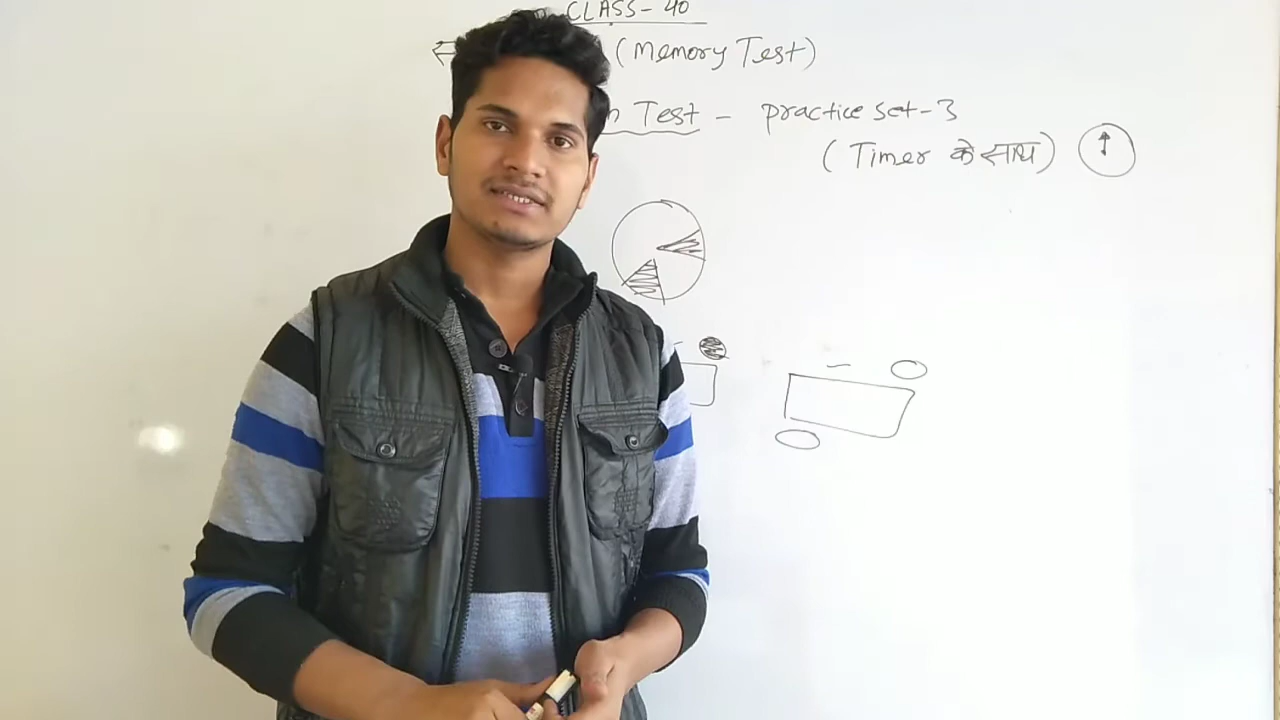 CLASS-40
(Memory Test)
Test - practice set-3
(Timer के साथ)